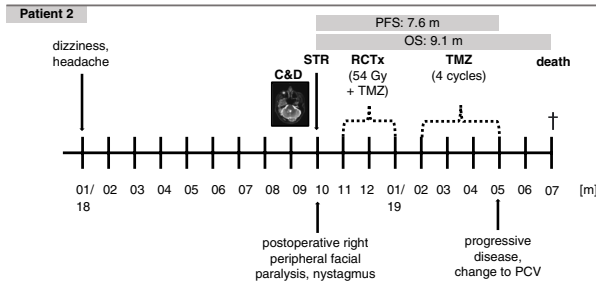 Patient 2
PFS: 7.6 m
OS: 9.1 m
dizziness,
headache
C&D
STR
RCTx
(54 Gy
+ TMZ)
TMZ
(4 cycles)
death
†
01/
18
02
03
04
05
06
07
08
09
10
11
12
01/
19
02
03
04
05
06
07
[m]
postoperative right
peripheral facial
paralysis, nystagmus
progressive
disease,
change to PCV